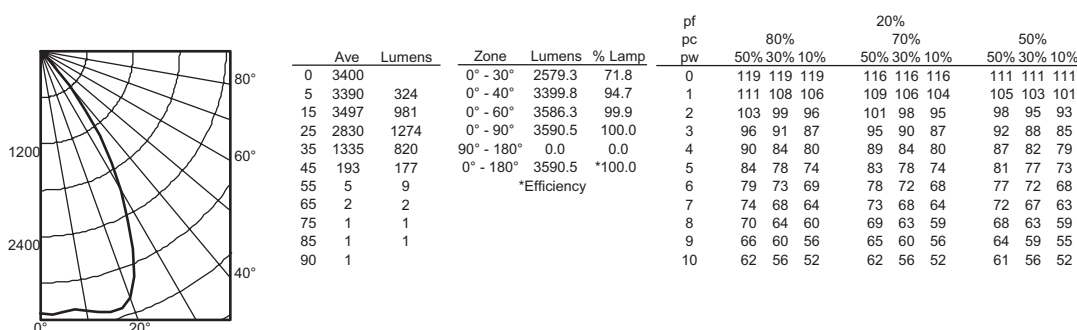 80°
60°
40°
20°
0°
1200
2400
Ave Lumens
0 3400
5 3390 324
15 3497 981
25 2830 1274
35 1335 820
45 193 177
55 5 9
65 2 2
75 1 1
85 1 1
90 1
Zone Lumens % Lamp
0° - 30° 2579.3 71.8
0° - 40° 3399.8 94.7
0° - 60° 3586.3 99.9
0° - 90° 3590.5 100.0
90° - 180° 0.0 0.0
0° - 180° 3590.5 *100.0
*Efficiency
pf 20%
pc 80% 70% 50%
pw 50% 30% 10% 50% 30% 10% 50% 30% 10%
0 119 119 119 116 116 116 111 111 111
1 111 108 106 109 106 104 105 103 101
2 103 99 96 101 98 95 98 95 93
3 96 91 87 95 90 87 92 88 85
4 90 84 80 90 84 80 87 82 79
5 84 78 74 83 78 74 81 77 73
6 79 73 69 78 72 68 77 72 68
7 74 68 64 73 68 64 72 67 63
8 70 64 60 69 63 59 68 63 59
9 66 60 56 65 60 56 64 59 55
10 62 56 52 62 56 52 61 56 52